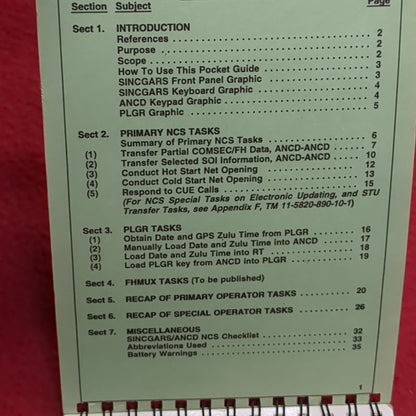 Section Subject Page
Sect 1. INTRODUCTION
References 2
Purpose 2
Scope 2
How To Use This Pocket Guide 3
SINCGARS Front Panel Graphic 3
SINCGARS Keyboard Graphic 4
ANCD Keypad Graphic 4
PLGR Graphic 5
Sect 2. PRIMARY NCS TASKS
Summary of Primary NCS Tasks 6
(1) Transfer Partial COMSEC/FH Data, ANCD-ANCD 7
(2) Transfer Selected SOI Information, ANCD-ANCD 10
(3) Conduct Hot Start Net Opening 12
(4) Conduct Cold Start Net Opening 13
(5) Respond to CUE Calls 15
(For NCS Special Tasks on Electronic Updating, and STU
Transfer Tasks, see Appendix F, TM 11-5820-890-10-1)
Sect 3. PLGR TASKS
(1) Obtain Date and GPS Zulu Time from PLGR 16
(2) Manually Load Date and Zulu Time into ANCD 17
(3) Load Date and Zulu Time into RT 18
(4) Load PLGR key from ANCD into PLGR 19
Sect 4. FHMUX TASKS (To be published)
Sect 5. RECAP OF PRIMARY OPERATOR TASKS 20
Sect 6. RECAP OF SPECIAL OPERATOR TASKS 26
Sect 7. MISCELLANEOUS
SINCGARS/ANCD NCS Checklist 32
Abbreviations Used 33
Battery Warnings 35
1